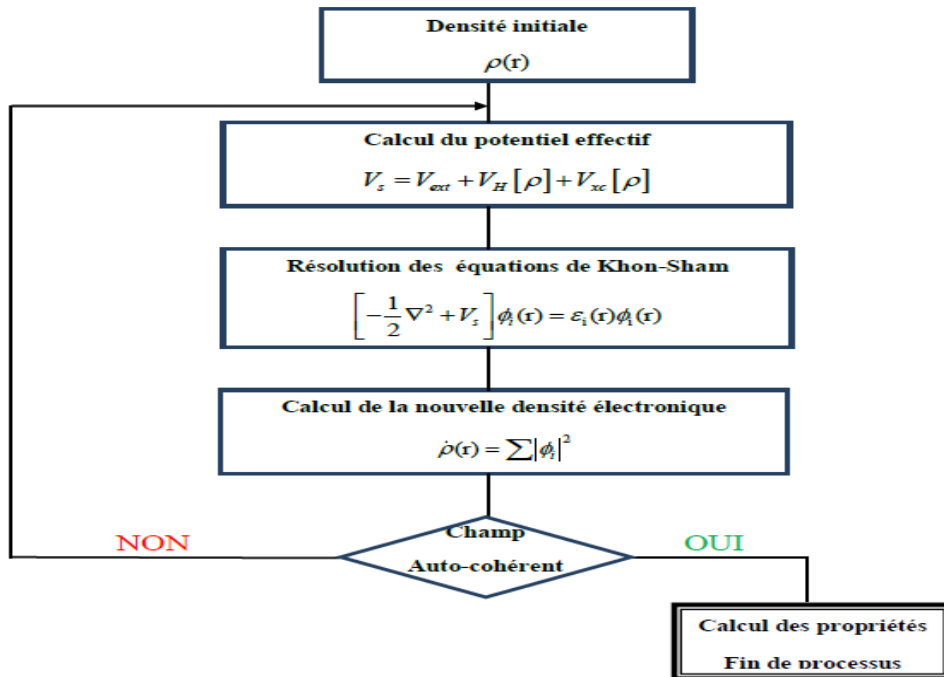 Densité initiale
ρ(r)
Calcul du potentiel effectif
V_s = V_ext + V_H [ρ] + V_xc [ρ]
Résolution des équations de Khon-Sham
[-1/2 ∇² + V_s] ϕ_i(r) = ε_i(r)ϕ_i(r)
Calcul de la nouvelle densité électronique
ρ̇(r) = ∑|ϕ_i|²
Champ
NON
OUI
Auto-cohérent
Calcul des propriétés
Fin de processus